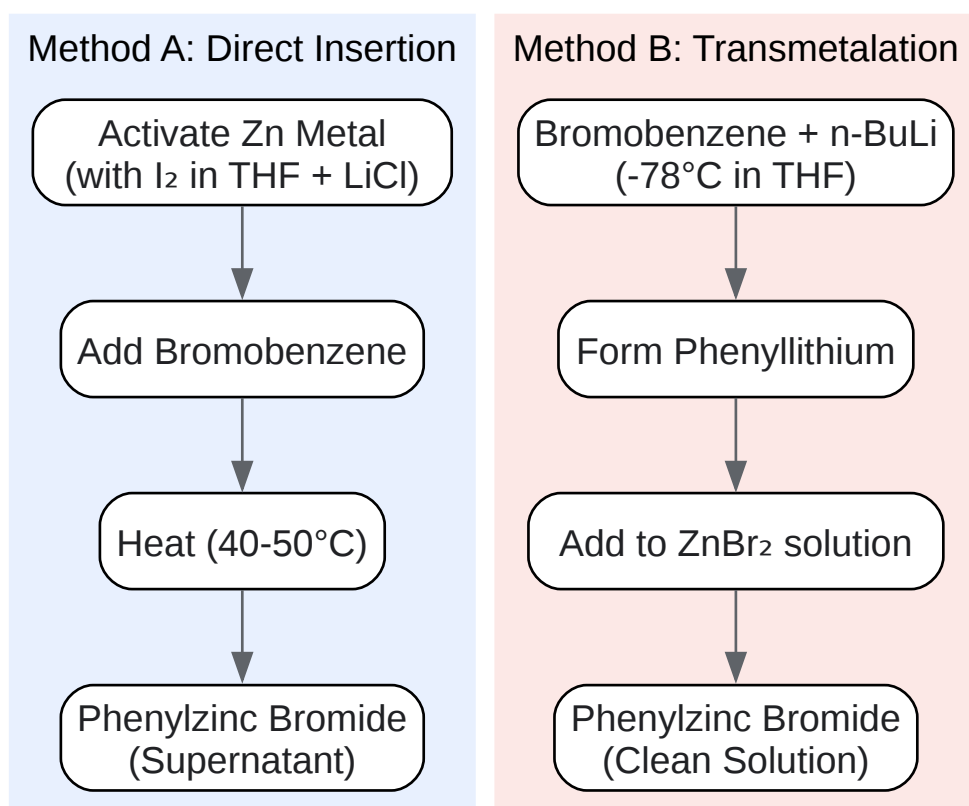 Method A: Direct Insertion
Activate Zn Metal
(with I₂ in THF + LiCl)
Add Bromobenzene
Heat (40-50°C)
Phenylzinc Bromide
(Supernatant)
Method B: Transmetalation
Bromobenzene + n-BuLi
(-78°C in THF)
Form Phenyllithium
Add to ZnBr₂ solution
Phenylzinc Bromide
(Clean Solution)